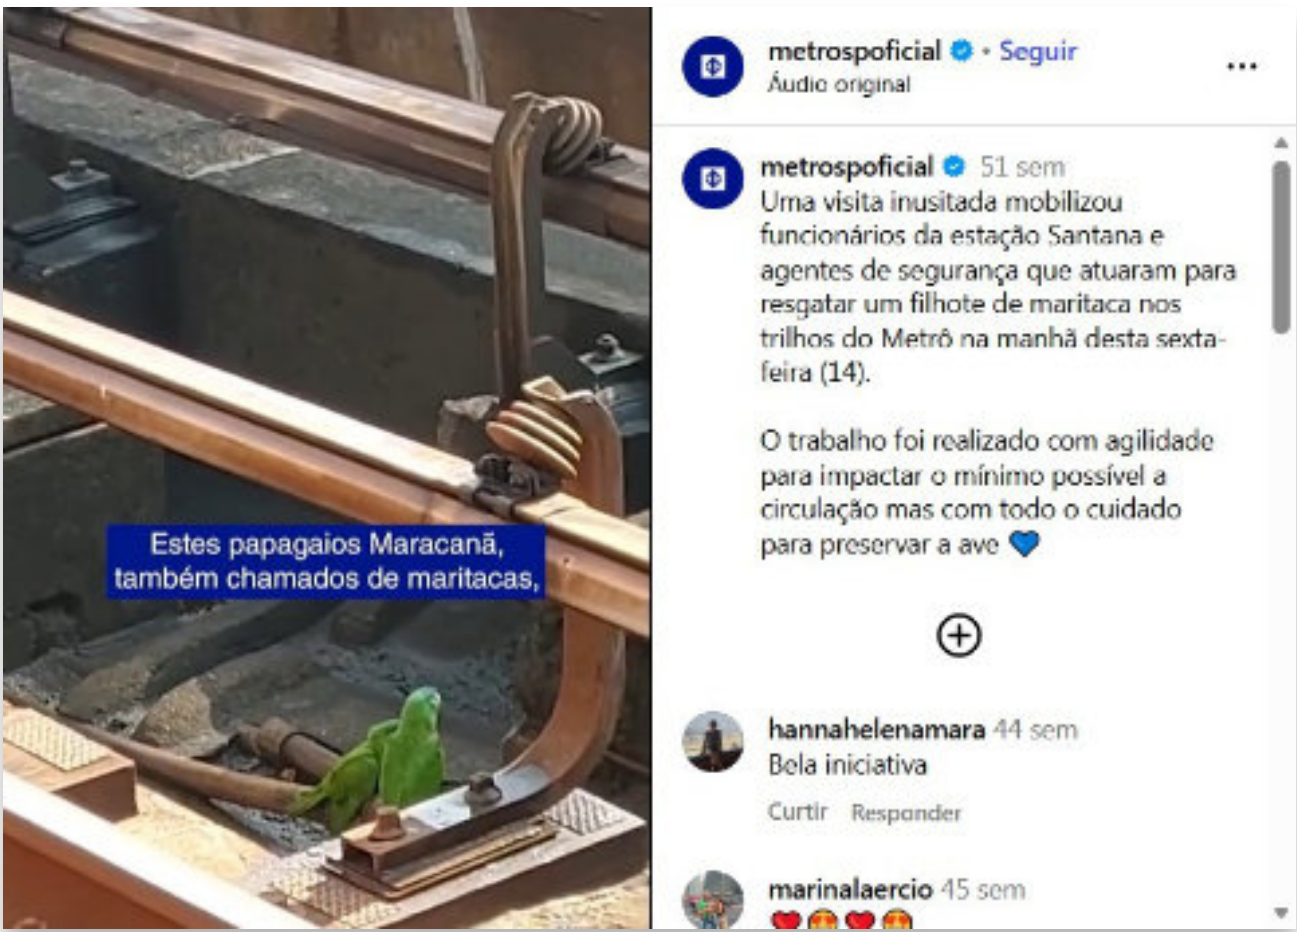 Estes papagaios Maracanã,
também chamados de maritacas,
metrospoficial • Seguir
Áudio original
metrospoficial 51 sem
Uma visita inusitada mobilizou
funcionários da estação Santana e
agentes de segurança que atuaram para
resgatar um filhote de maritaca nos
trilhos do Metrô na manhã desta sexta-
feira (14).
O trabalho foi realizado com agilidade
para impactar o mínimo possível a
circulação mas com todo o cuidado
para preservar a ave 💙
hannahelenamara 44 sem
Bela iniciativa
Curtir Responder
marinalaercio 45 sem
❤️😍❤️😍